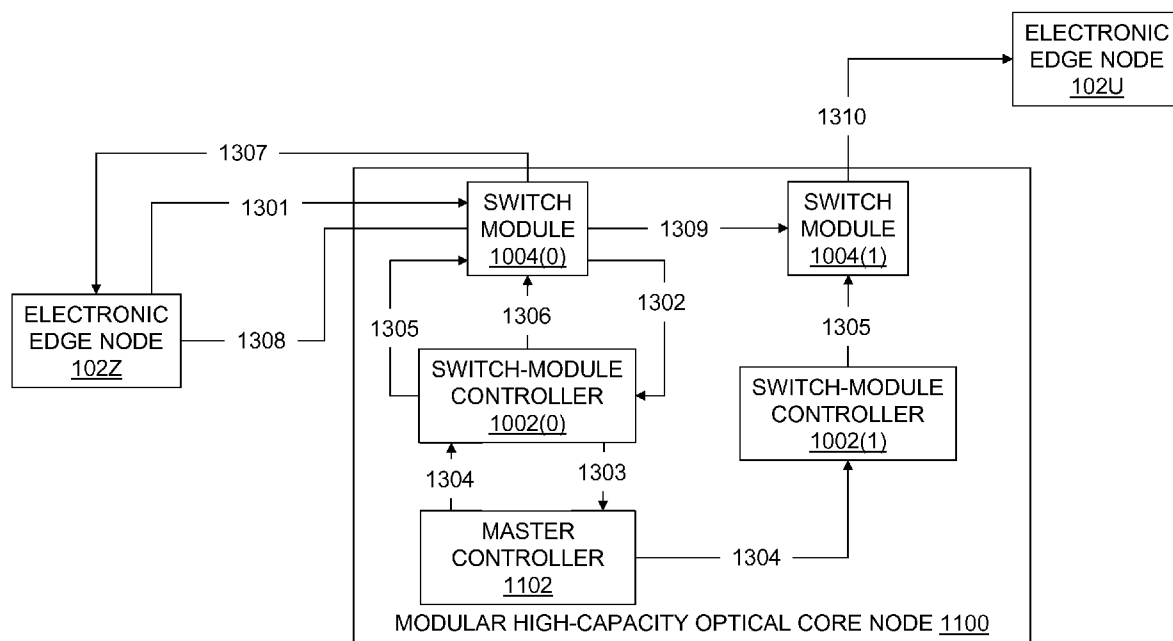 ELECTRONIC
EDGE NODE
102U
1310
1307
1301
SWITCH
MODULE
1004(0)
1309
SWITCH
MODULE
1004(1)
ELECTRONIC
EDGE NODE
102Z
1308
1305
1306
1302
1305
SWITCH-MODULE
CONTROLLER
1002(0)
SWITCH-MODULE
CONTROLLER
1002(1)
1304
1303
MASTER
CONTROLLER
1102
1304
MODULAR HIGH-CAPACITY OPTICAL CORE NODE 1100